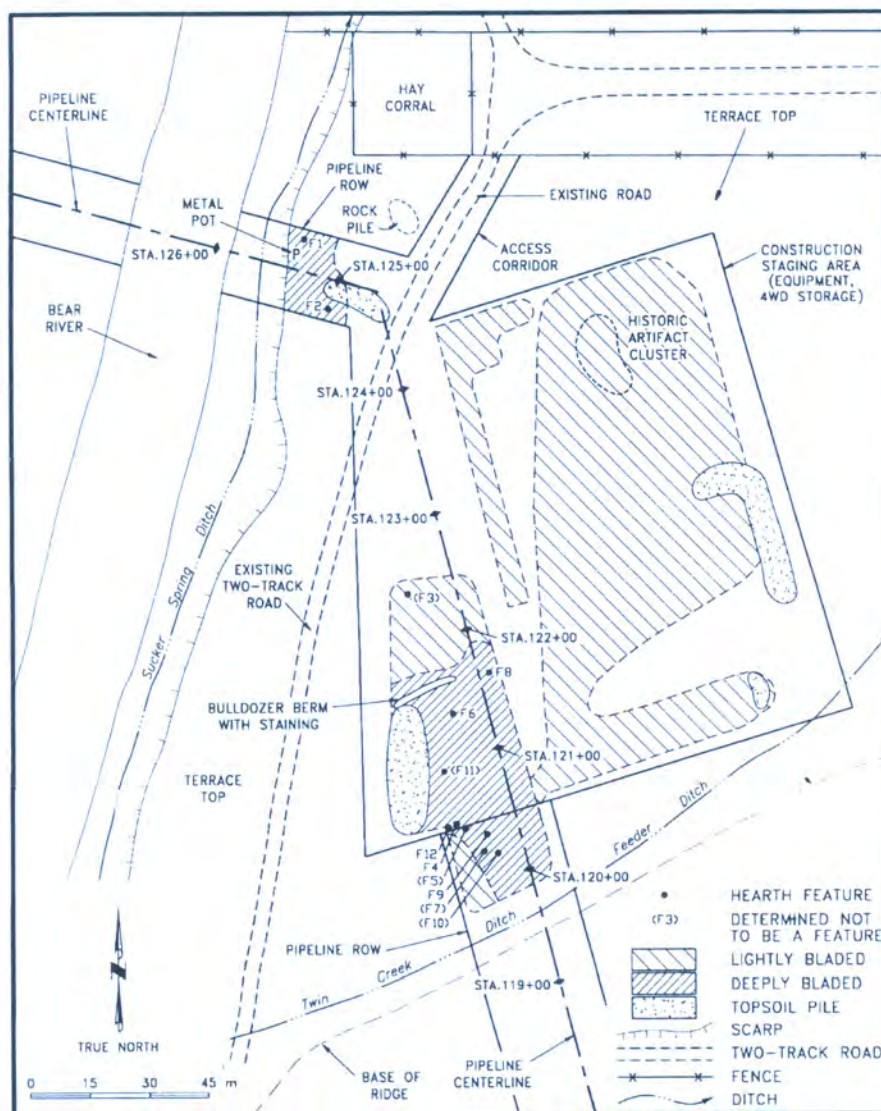 PIPELINE
CENTERLINE
HAY
CORRAL
TERRACE TOP
PIPELINE
ROW
METAL
POT
ROCK
PILE
EXISTING ROAD
F1
P
ACCESS
CORRIDOR
CONSTRUCTION
STAGING AREA
(EQUIPMENT,
4WD STORAGE)
STA.126+00
STA.125+00
F2
BEAR
RIVER
HISTORIC
ARTIFACT
CLUSTER
STA.124+00
STA.123+00
Sucker Spring Ditch
EXISTING
TWO-TRACK
ROAD
(F3)
STA.122+00
F8
BULLDOZER BERM
WITH STAINING
F6
STA.121+00
(F11)
TERRACE
TOP
F12
F4
(F5)
F9
(F7)
(F10)
STA.120+00
PIPELINE ROW
Twin Creek Ditch Feeder Ditch
STA.119+00
N
TRUE NORTH
0 15 30 45 m
BASE OF
RIDGE
PIPELINE
CENTERLINE
HEARTH FEATURE
(F3) DETERMINED NOT
TO BE A FEATURE
LIGHTLY BLADED
DEEPLY BLADED
TOPSOIL PILE
SCARP
TWO-TRACK ROAD
FENCE
DITCH